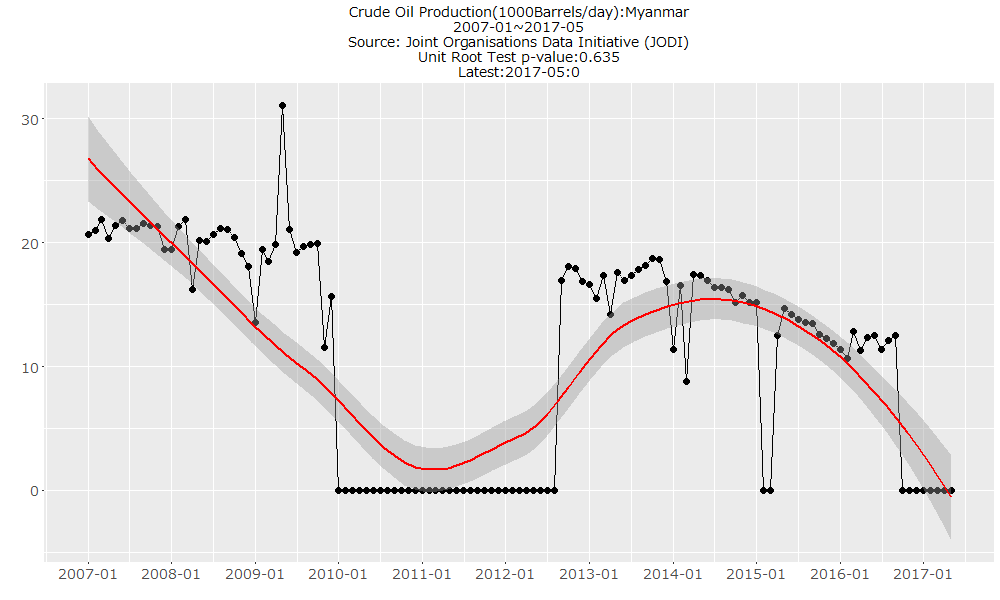 Crude Oil Production(1000Barrels/day):Myanmar
2007-01~2017-05
Source: Joint Organisations Data Initiative (JODI)
Unit Root Test p-value:0.635
Latest:2017-05:0
30
20
10
0
2007-01 2008-01 2009-01 2010-01 2011-01 2012-01 2013-01 2014-01 2015-01 2016-01 2017-01